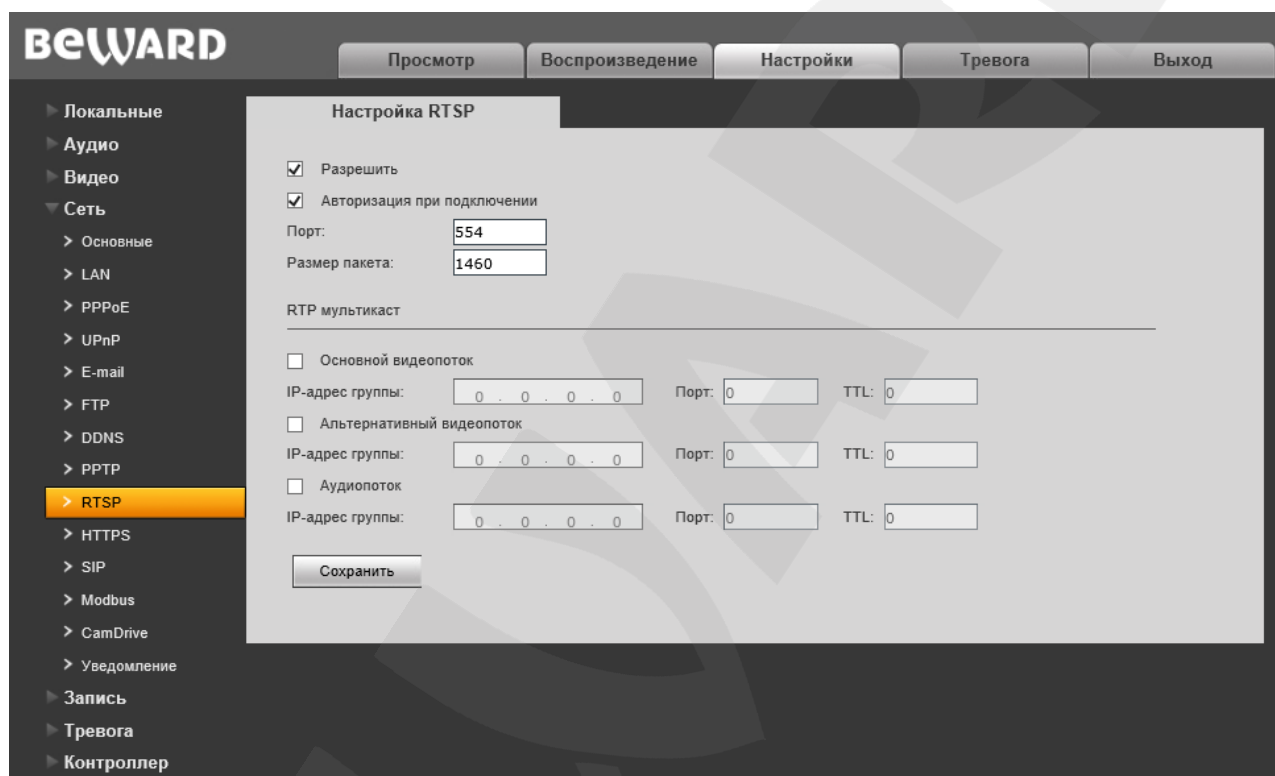 BEWARD
Просмотр Воспроизведение Настройки Тревога Выход
Локальные
Аудио
Видео
Сеть
Основные
LAN
PPPoE
UPnP
E-mail
FTP
DDNS
PPTP
RTSP
HTTPS
SIP
Modbus
CamDrive
Уведомление
Запись
Тревога
Контроллер
Настройка RTSP
Разрешить
Авторизация при подключении
Порт: 554
Размер пакета: 1460
RTP мультикаст
Основной видеопоток
IP-адрес группы: 0 . 0 . 0 . 0 Порт: 0 TTL: 0
Альтернативный видеопоток
IP-адрес группы: 0 . 0 . 0 . 0 Порт: 0 TTL: 0
Аудиопоток
IP-адрес группы: 0 . 0 . 0 . 0 Порт: 0 TTL: 0
Сохранить